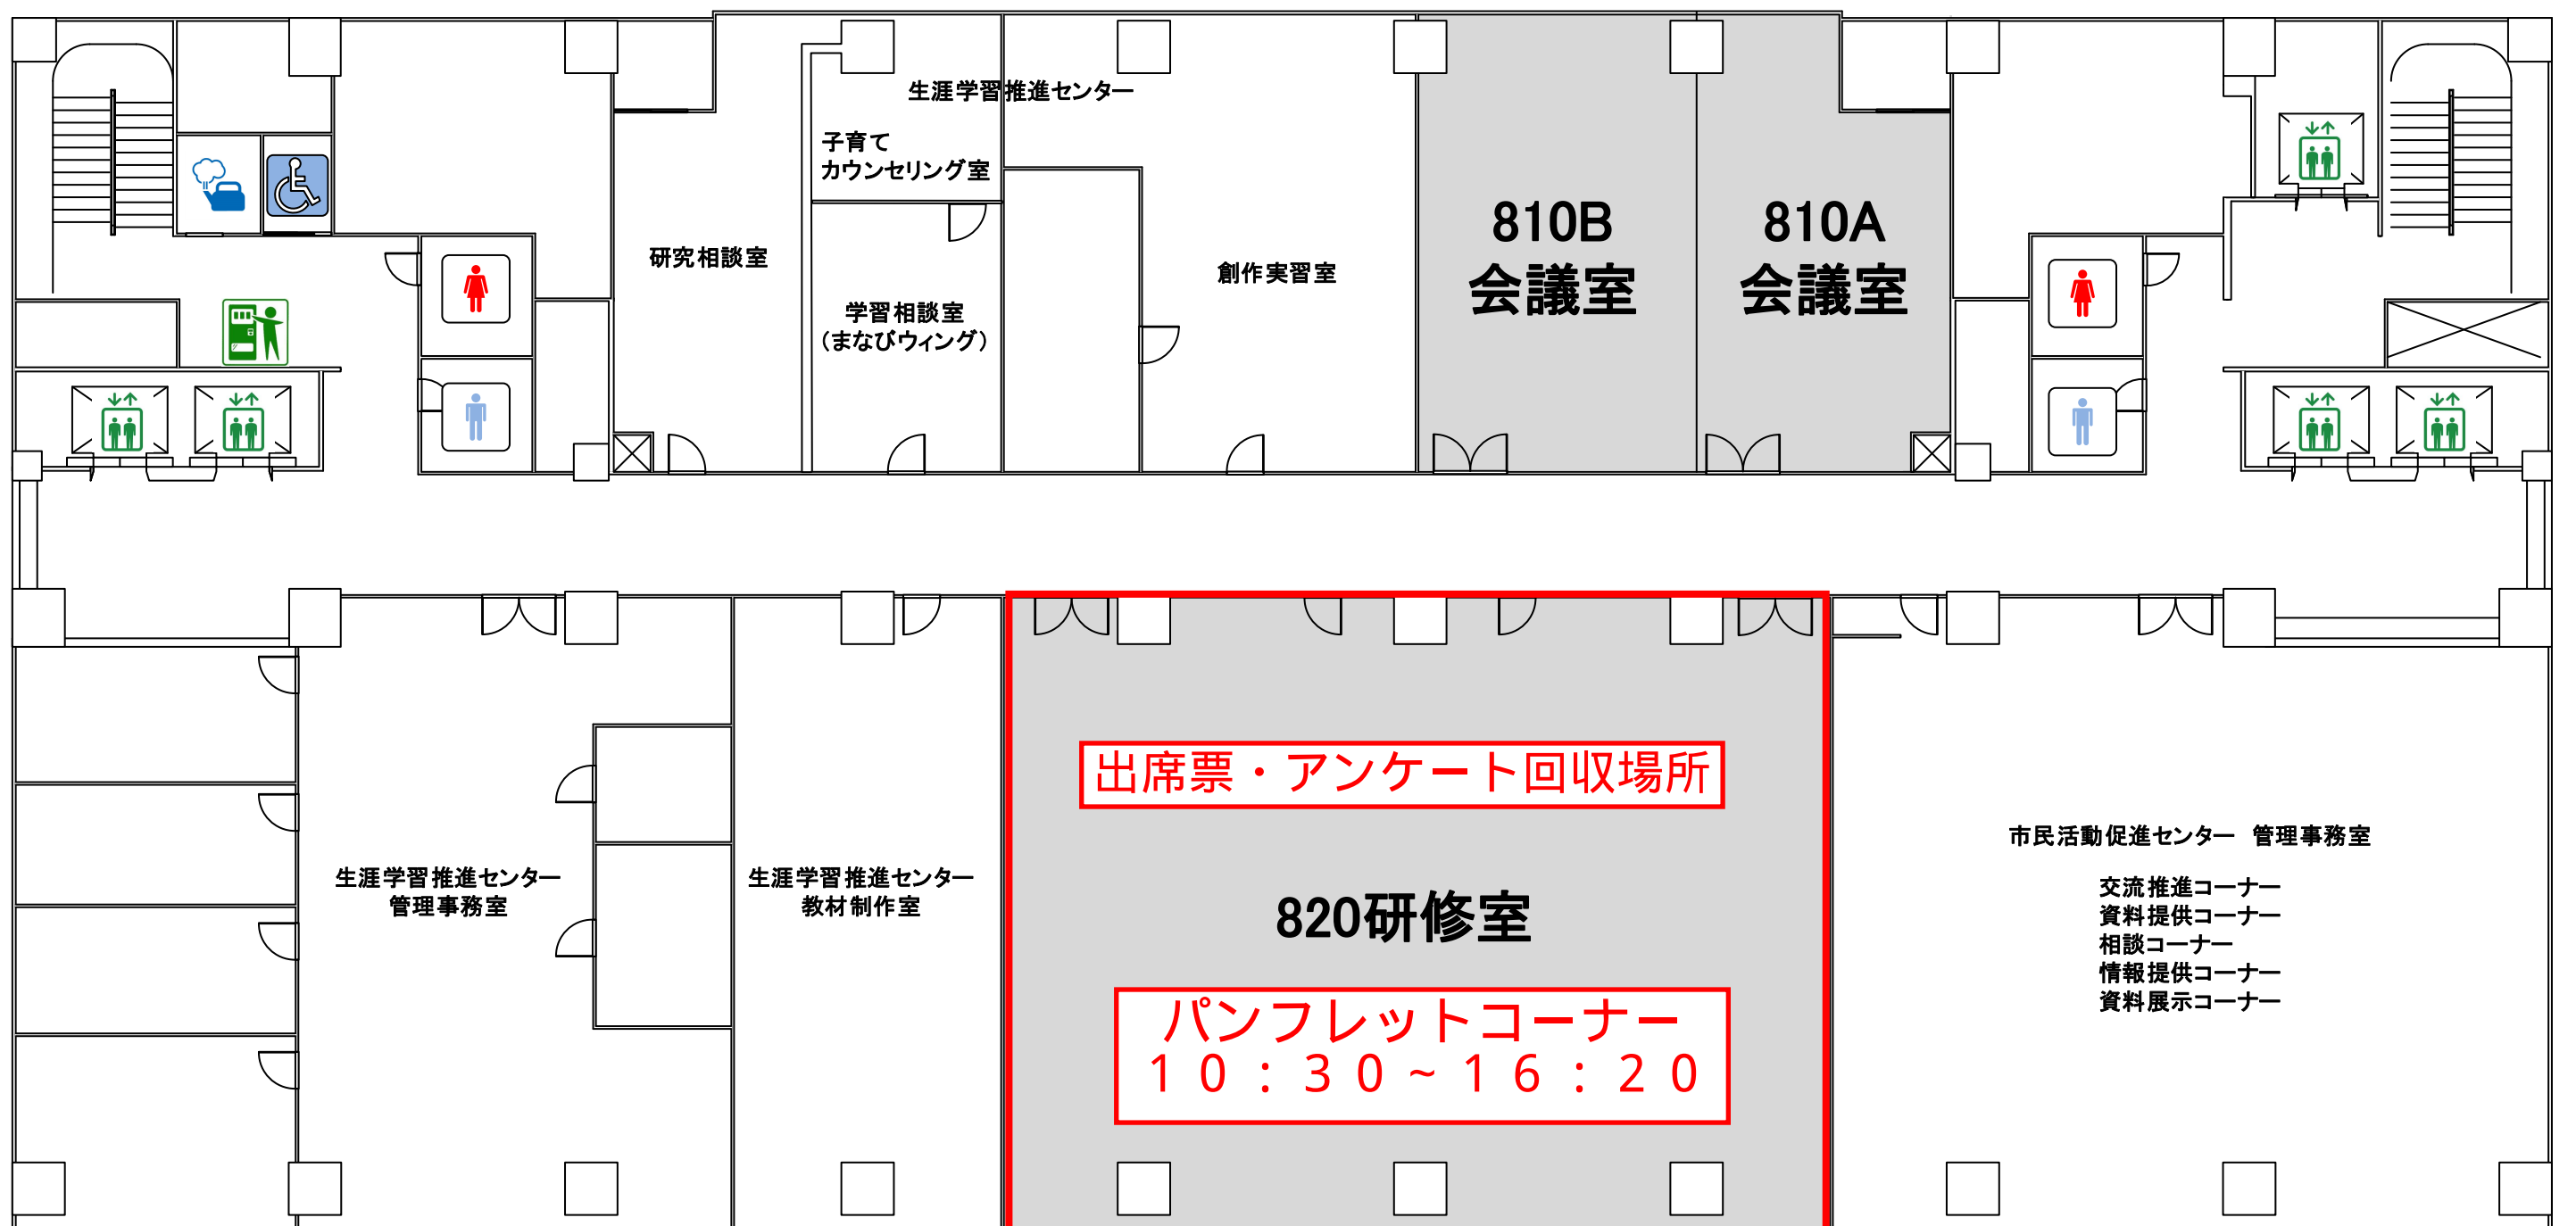 生涯学習推進センター
子育て
カウンセリング室
研究相談室
学習相談室
（まなびウィング）
創作実習室
810B
会議室
810A
会議室
出席票・アンケート回収場所
820研修室
パンフレットコーナー
１０：３０~１６：２０
生涯学習推進センター
管理事務室
生涯学習推進センター
教材制作室
市民活動促進センター　管理事務室
交流推進コーナー
資料提供コーナー
相談コーナー
情報提供コーナー
資料展示コーナー